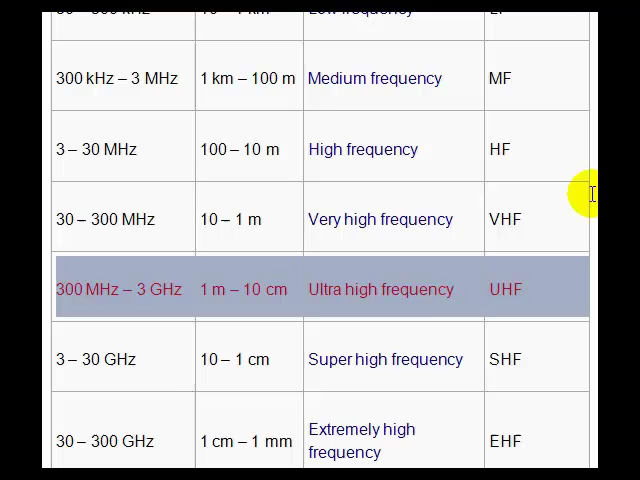 300 kHz – 3 MHz 1 km – 100 m Medium frequency MF
3 – 30 MHz 100 – 10 m High frequency HF
30 – 300 MHz 10 – 1 m Very high frequency VHF
300 MHz – 3 GHz 1 m – 10 cm Ultra high frequency UHF
3 – 30 GHz 10 – 1 cm Super high frequency SHF
30 – 300 GHz 1 cm – 1 mm Extremely high frequency EHF